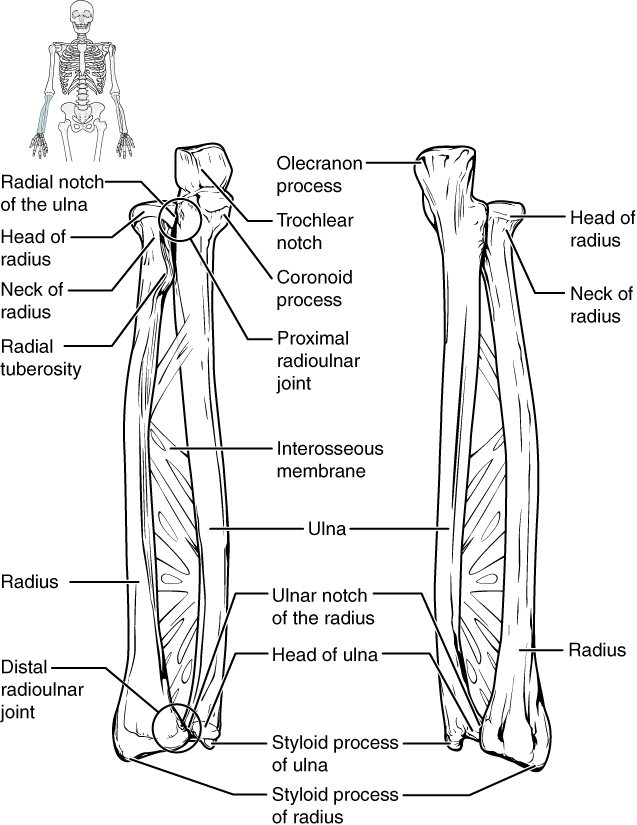 Radial notch
of the ulna
Head of
radius
Neck of
radius
Radial
tuberosity
Olecranon
process
Trochlear
notch
Coronoid
process
Proximal
radioulnar
joint
Head of
radius
Neck of
radius
Interosseous
membrane
Ulna
Radius
Ulnar notch
of the radius
Radius
Distal
radioulnar
joint
Head of ulna
Styloid process
of ulna
Styloid process
of radius